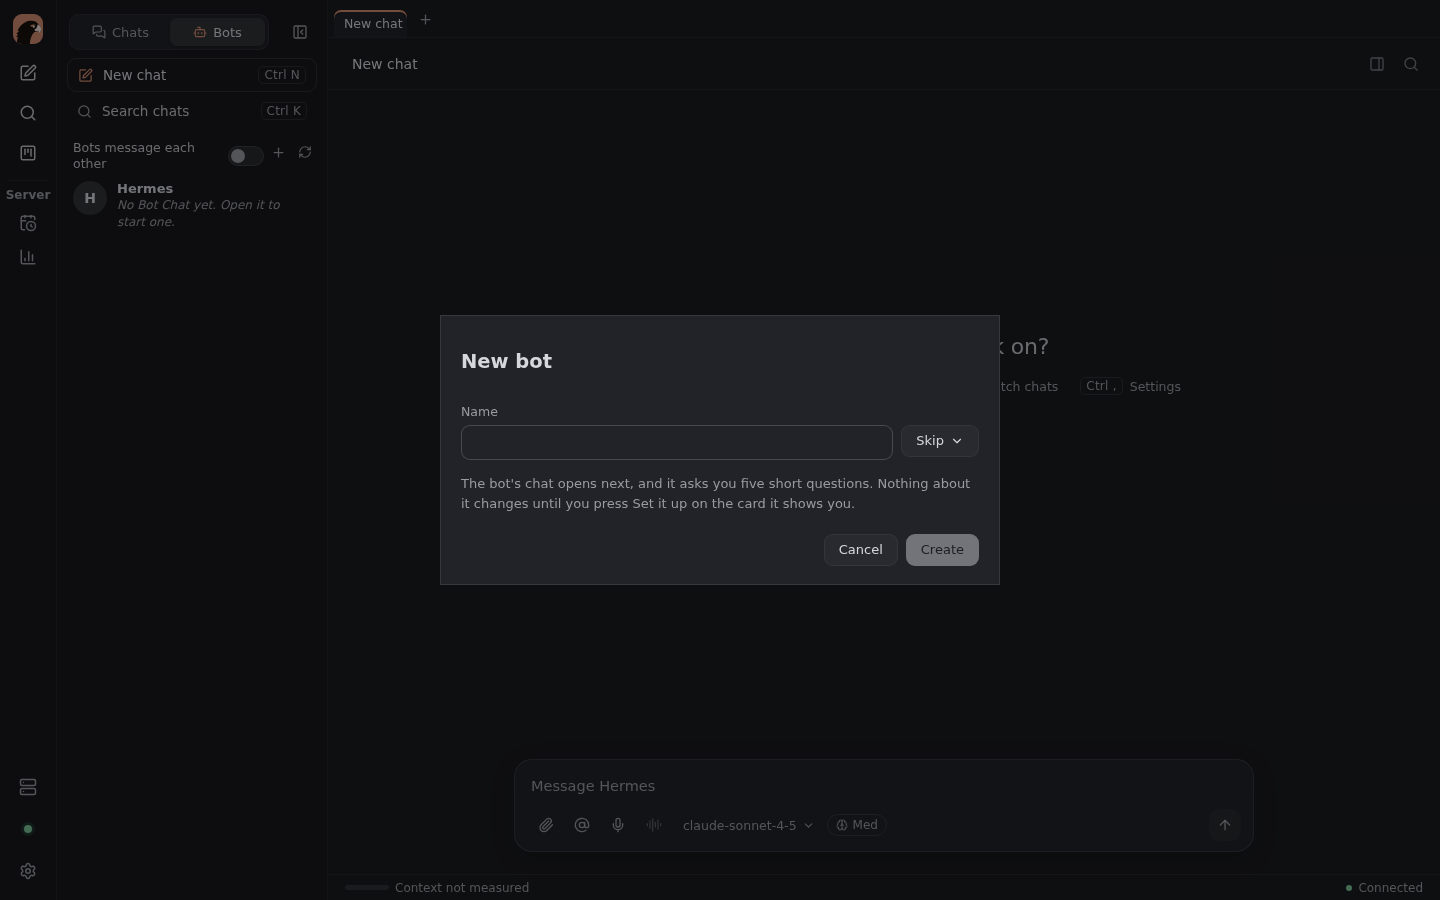 Chats
Bots
New chat
Ctrl N
Search chats
Ctrl K
Bots message each
other
Server
H
Hermes
No Bot Chat yet. Open it to
start one.
New chat
New chat
on?
tch chats
Ctrl ,
Settings
New bot
Name
Skip
The bot's chat opens next, and it asks you five short questions. Nothing about
it changes until you press Set it up on the card it shows you.
Cancel
Create
Message Hermes
claude-sonnet-4-5
Med
Context not measured
Connected